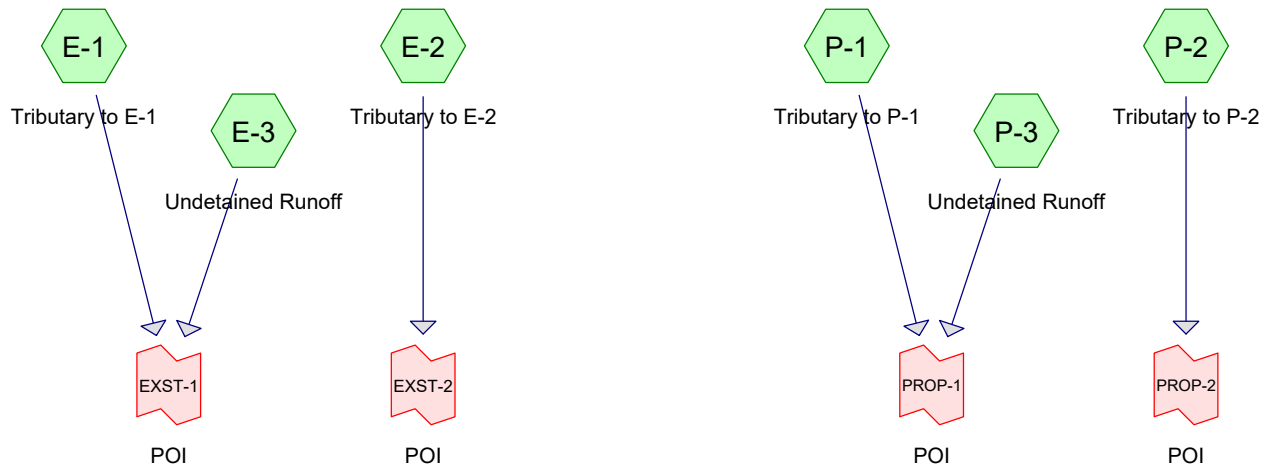 E-1
E-2
P-1
P-2
Tributary to E-1
Tributary to E-2
Tributary to P-1
Tributary to P-2
E-3
P-3
Undetained Runoff
Undetained Runoff
EXST-1
EXST-2
PROP-1
PROP-2
POI
POI
POI
POI